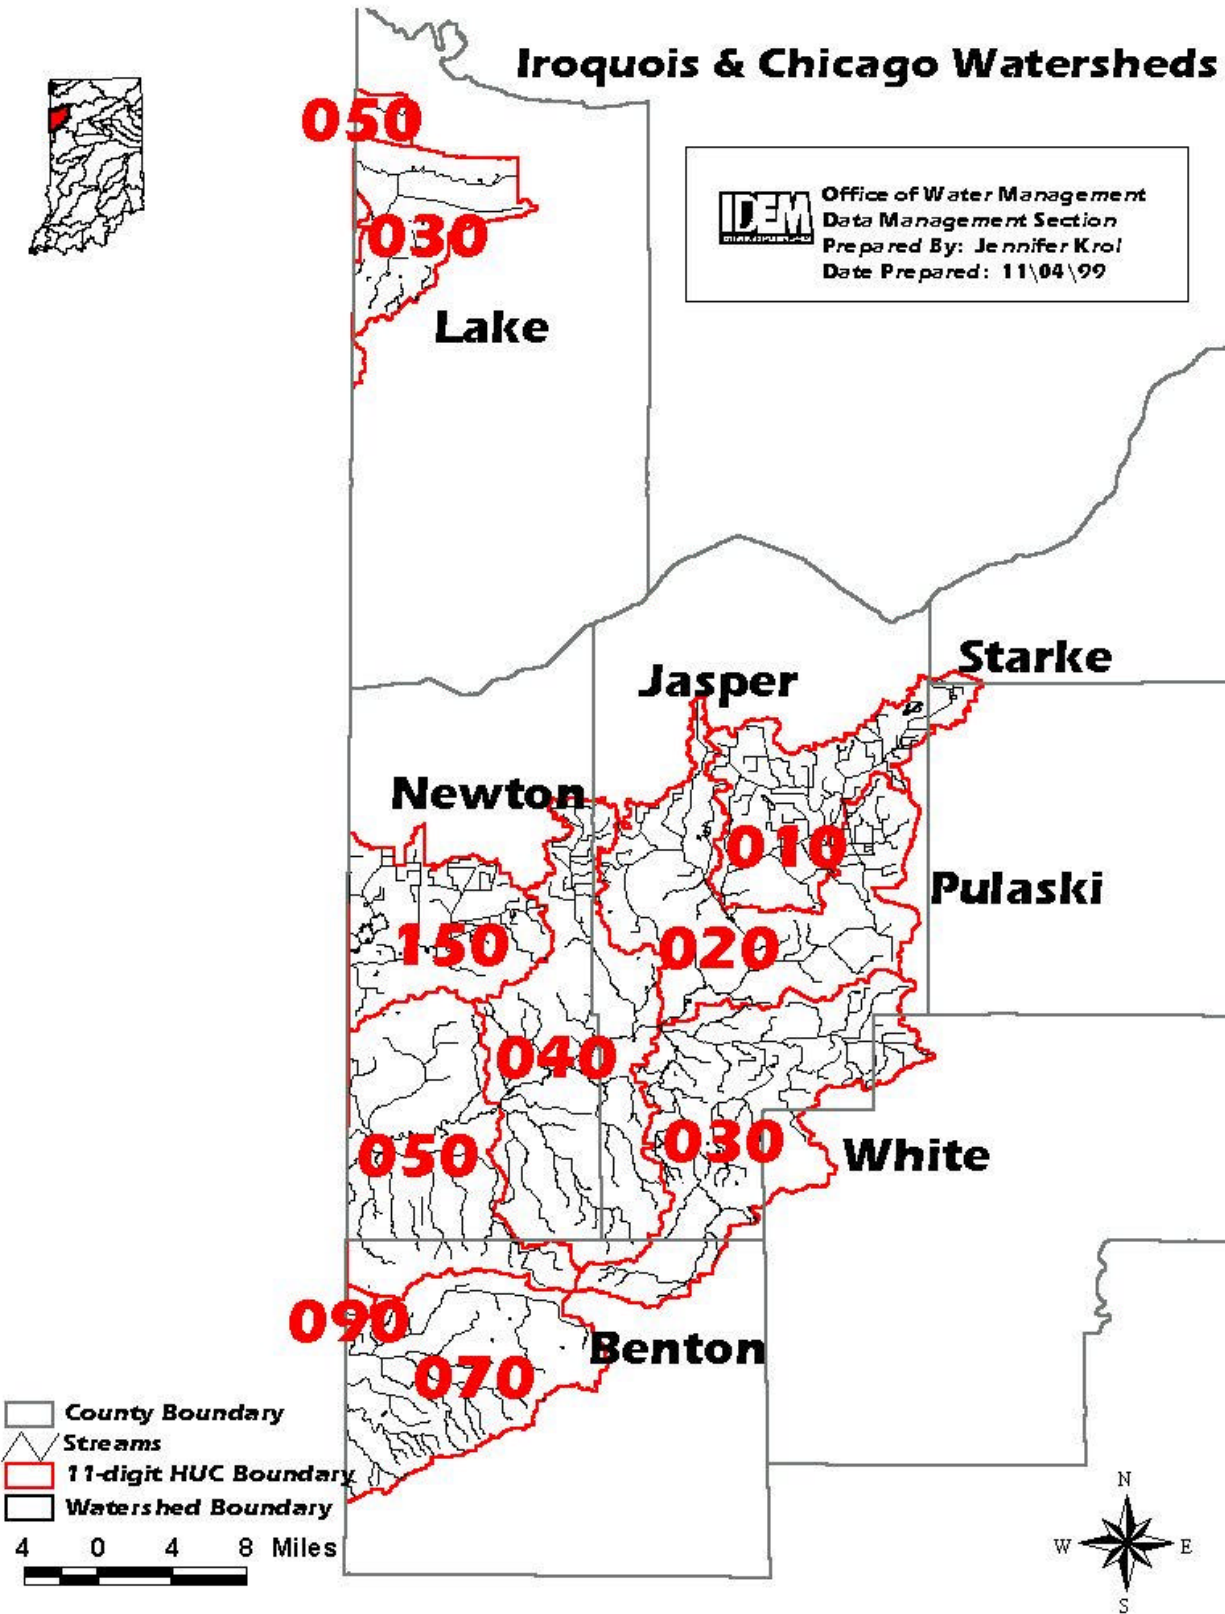 Iroquois & Chicago Watersheds
050
IDEM
Office of Water Management
Data Management Section
Prepared By: Jennifer Krol
Date Prepared: 11\04\99
030
Lake
Starke
Jasper
Newton
010
Pulaski
150
020
040
050
030
White
090
Benton
070
County Boundary
Streams
11-digit HUC Boundary
Watershed Boundary
4 0 4 8 Miles
N
W E
S